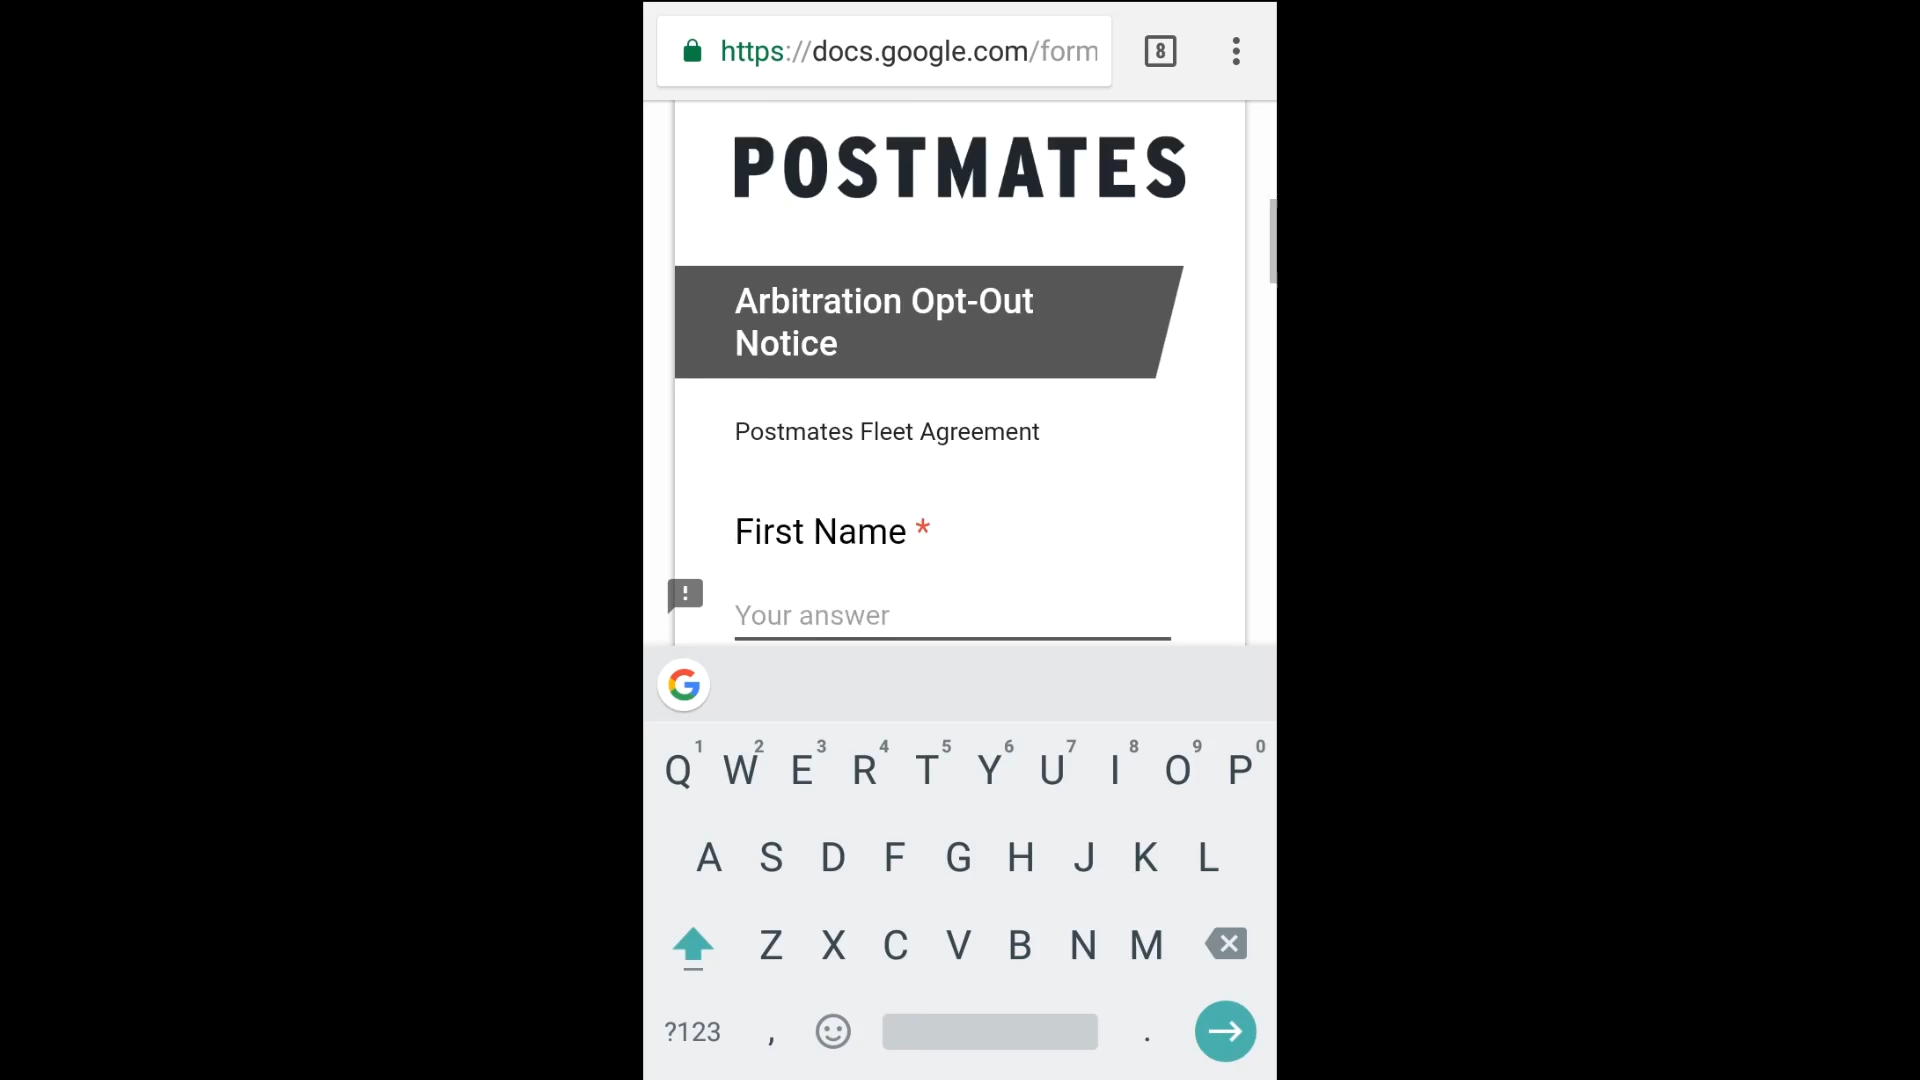 https://docs.google.com/form
8
POSTMATES
Arbitration Opt-Out
Notice
Postmates Fleet Agreement
First Name *
!
Your answer
G
1 2 3 4 5 6 7 8 9 0
Q W E R T Y U I O P
A S D F G H J K L
Z X C V B N M
?123 , .